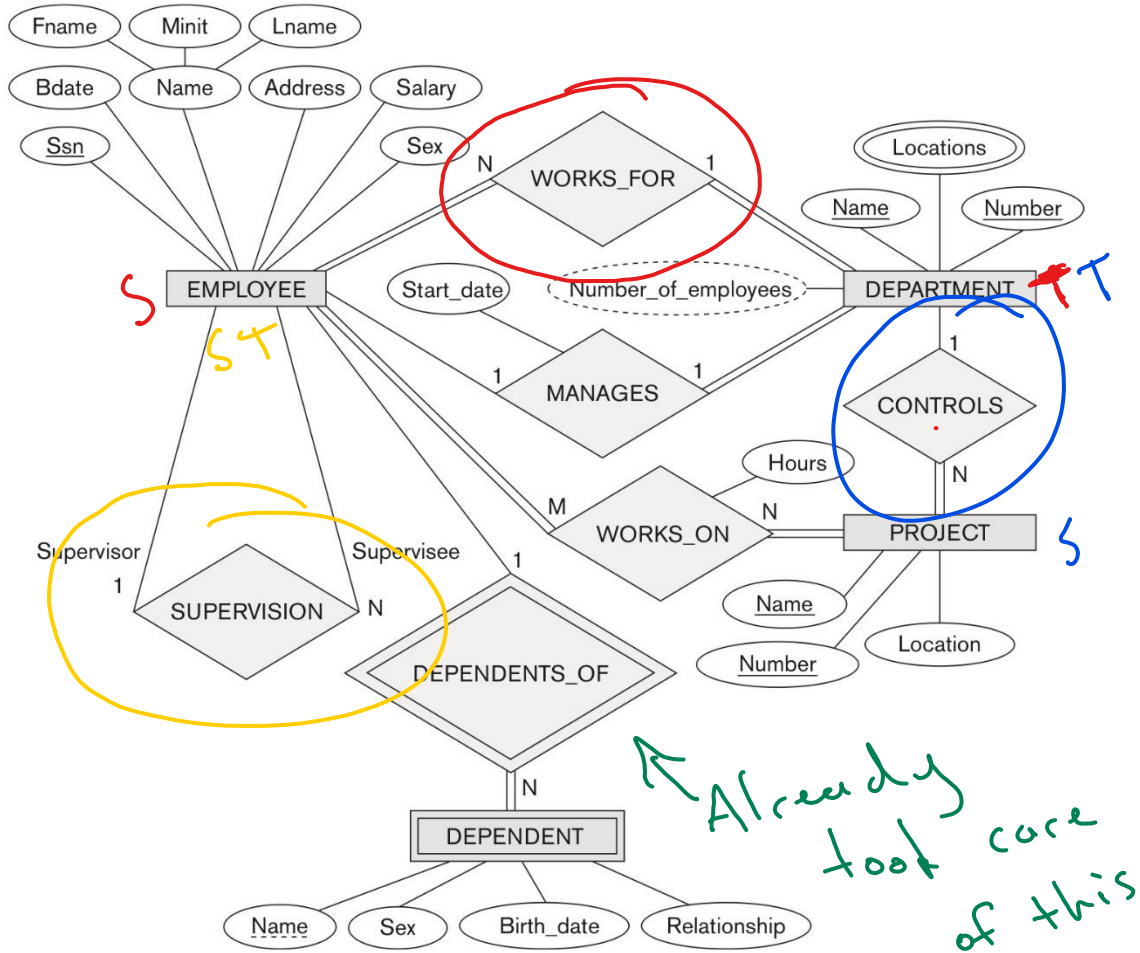 Fname Minit Lname
Bdate Name Address Salary
Ssn Sex
N WORKS_FOR 1
Locations
Name Number
S EMPLOYEE Start_date Number_of_employees DEPARTMENT T T
S T
1 MANAGES 1
1
CONTROLS
N
Hours
M WORKS_ON N
PROJECT S
Supervisor Supervisee
1 SUPERVISION N
1
Name
Number
Location
DEPENDENTS_OF
N
DEPENDENT
Name Sex Birth_date Relationship
Already
took care
of this